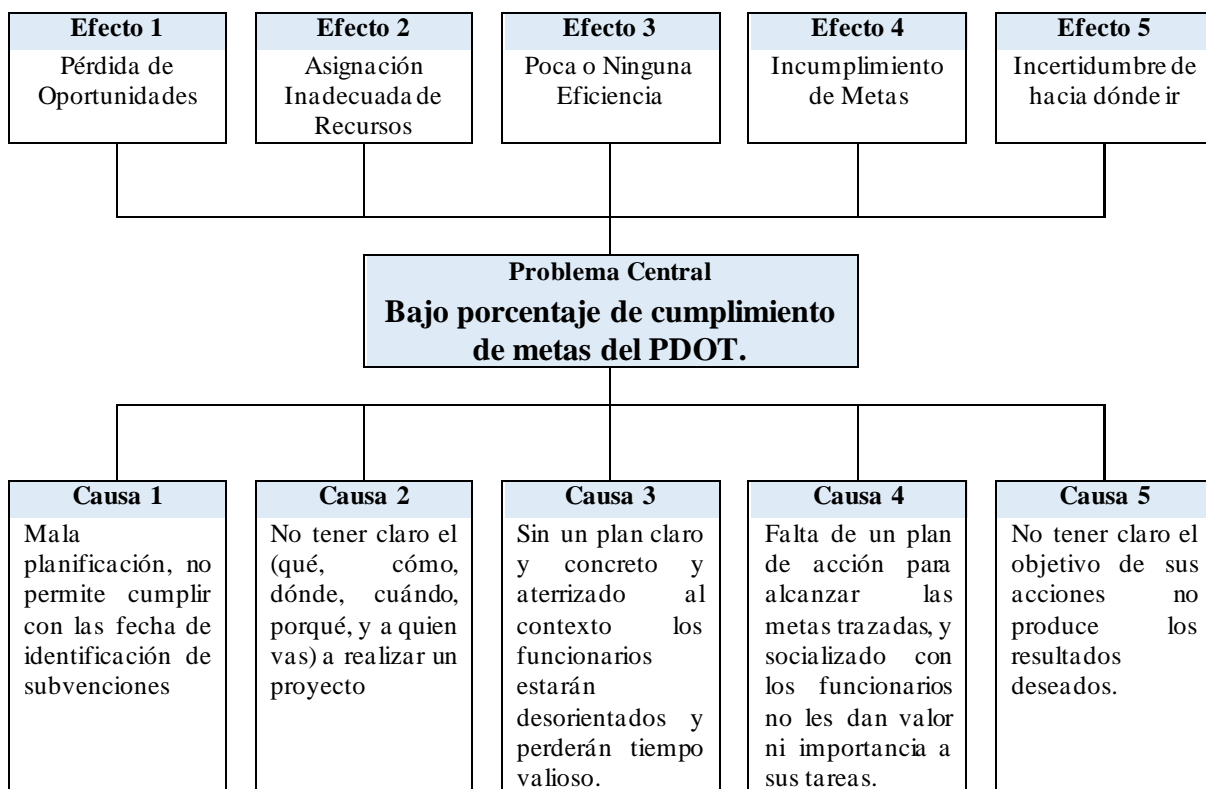 Efecto 1
Pérdida de
Oportunidades
Efecto 2
Asignación
Inadecuada de
Recursos
Efecto 3
Poca o Ninguna
Eficiencia
Efecto 4
Incumplimiento
de Metas
Efecto 5
Incertidumbre de
hacia dónde ir
Problema Central
Bajo porcentaje de cumplimiento
de metas del PDOT.
Causa 1
Mala
planificación, no
permite cumplir
con las fecha de
identificación de
subvenciones
Causa 2
No tener claro el
(qué, cómo,
dónde, cuándo,
porqué, y a quien
vas) a realizar un
proyecto
Causa 3
Sin un plan claro
y concreto y
aterrizado al
contexto los
funcionarios
estarán
desorientados y
perderán tiempo
valioso.
Causa 4
Falta de un plan
de acción para
alcanzar las
metas trazadas, y
socializado con
los funcionarios
no les dan valor
ni importancia a
sus tareas.
Causa 5
No tener claro el
objetivo de sus
acciones no
produce los
resultados
deseados.